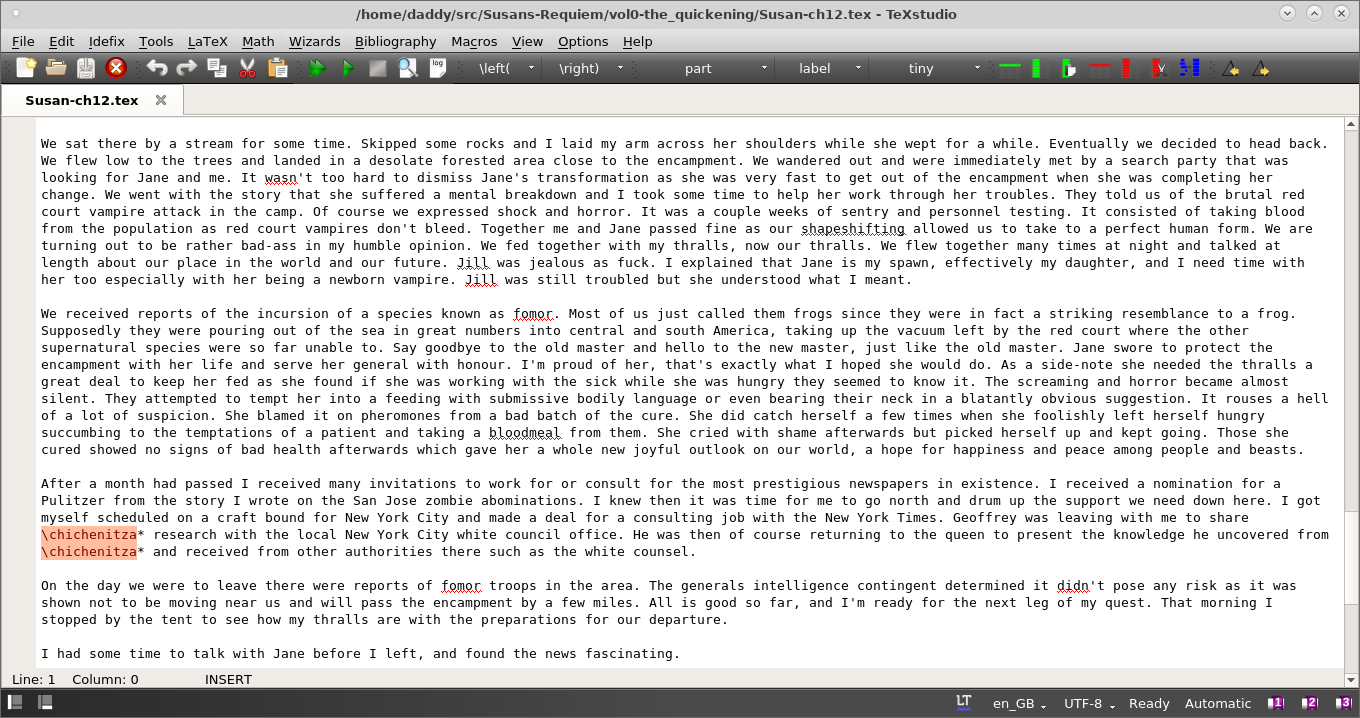 /home/daddy/src/Susans-Requiem/vol0-the_quickening/Susan-ch12.tex - TeXstudio
File Edit Idefix Tools LaTeX Math Wizards Bibliography Macros View Options Help
log \left( \right) part label tiny
Susan-ch12.tex
We sat there by a stream for some time. Skipped some rocks and I laid my arm across her shoulders while she wept for a while. Eventually we decided to head back.
We flew low to the trees and landed in a desolate forested area close to the encampment. We wandered out and were immediately met by a search party that was
looking for Jane and me. It wasn't too hard to dismiss Jane's transformation as she was very fast to get out of the encampment when she was completing her
change. We went with the story that she suffered a mental breakdown and I took some time to help her work through her troubles. They told us of the brutal red
court vampire attack in the camp. Of course we expressed shock and horror. It was a couple weeks of sentry and personnel testing. It consisted of taking blood
from the population as red court vampires don't bleed. Together me and Jane passed fine as our shapeshifting allowed us to take to a perfect human form. We are
turning out to be rather bad-ass in my humble opinion. We fed together with my thralls, now our thralls. We flew together many times at night and talked at
length about our place in the world and our future. Jill was jealous as fuck. I explained that Jane is my spawn, effectively my daughter, and I need time with
her too especially with her being a newborn vampire. Jill was still troubled but she understood what I meant.
We received reports of the incursion of a species known as fomor. Most of us just called them frogs since they were in fact a striking resemblance to a frog.
Supposedly they were pouring out of the sea in great numbers into central and south America, taking up the vacuum left by the red court where the other
supernatural species were so far unable to. Say goodbye to the old master and hello to the new master, just like the old master. Jane swore to protect the
encampment with her life and serve her general with honour. I'm proud of her, that's exactly what I hoped she would do. As a side-note she needed the thralls a
great deal to keep her fed as she found if she was working with the sick while she was hungry they seemed to know it. The screaming and horror became almost
silent. They attempted to tempt her into a feeding with submissive bodily language or even bearing their neck in a blatantly obvious suggestion. It rouses a hell
of a lot of suspicion. She blamed it on pheromones from a bad batch of the cure. She did catch herself a few times when she foolishly left herself hungry
succumbing to the temptations of a patient and taking a bloodmeal from them. She cried with shame afterwards but picked herself up and kept going. Those she
cured showed no signs of bad health afterwards which gave her a whole new joyful outlook on our world, a hope for happiness and peace among people and beasts.
After a month had passed I received many invitations to work for or consult for the most prestigious newspapers in existence. I received a nomination for a
Pulitzer from the story I wrote on the San Jose zombie abominations. I knew then it was time for me to go north and drum up the support we need down here. I got
myself scheduled on a craft bound for New York City and made a deal for a consulting job with the New York Times. Geoffrey was leaving with me to share
\chichenitza* research with the local New York City white council office. He was then of course returning to the queen to present the knowledge he uncovered from
\chichenitza* and received from other authorities there such as the white counsel.
On the day we were to leave there were reports of fomor troops in the area. The generals intelligence contingent determined it didn't pose any risk as it was
shown not to be moving near us and will pass the encampment by a few miles. All is good so far, and I'm ready for the next leg of my quest. That morning I
stopped by the tent to see how my thralls are with the preparations for our departure.
I had some time to talk with Jane before I left, and found the news fascinating.
Line: 1 Column: 0 INSERT
LT en_GB UTF-8 Ready Automatic 1 2 3